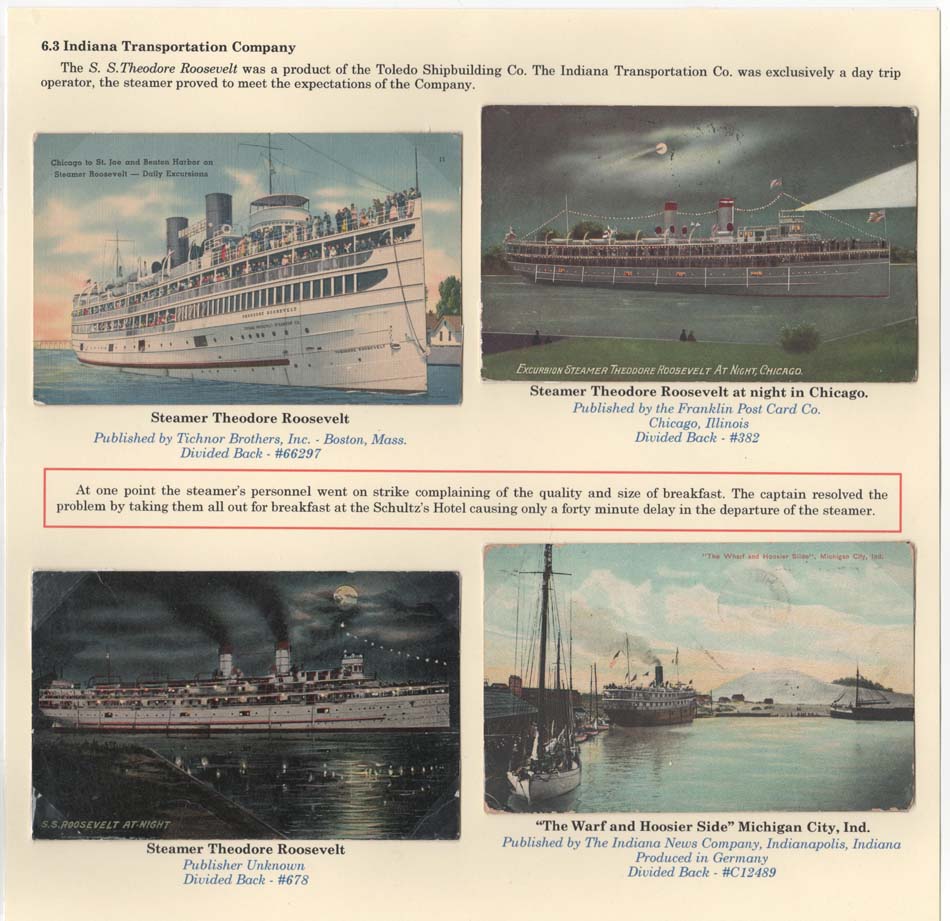 6.3 Indiana Transportation Company
The S. S.Theodore Roosevelt was a product of the Toledo Shipbuilding Co. The Indiana Transportation Co. was exclusively a day trip
operator, the steamer proved to meet the expectations of the Company.
Chicago to St. Joe and Benton Harbor on
Steamer Roosevelt — Daily Excursions
11
THEODORE ROOSEVELT
THEODORE ROOSEVELT
Steamer Theodore Roosevelt
Published by Tichnor Brothers, Inc. - Boston, Mass.
Divided Back - #66297
EXCURSION STEAMER THEODORE ROOSEVELT AT NIGHT, CHICAGO.
Steamer Theodore Roosevelt at night in Chicago.
Published by the Franklin Post Card Co.
Chicago, Illinois
Divided Back - #382
At one point the steamer's personnel went on strike complaining of the quality and size of breakfast. The captain resolved the
problem by taking them all out for breakfast at the Schultz's Hotel causing only a forty minute delay in the departure of the steamer.
S.S. ROOSEVELT AT NIGHT
Steamer Theodore Roosevelt
Publisher Unknown
Divided Back - #678
"The Wharf and Hoosier Slide", Michigan City, Ind.
“The Warf and Hoosier Side” Michigan City, Ind.
Published by The Indiana News Company, Indianapolis, Indiana
Produced in Germany
Divided Back - #C12489